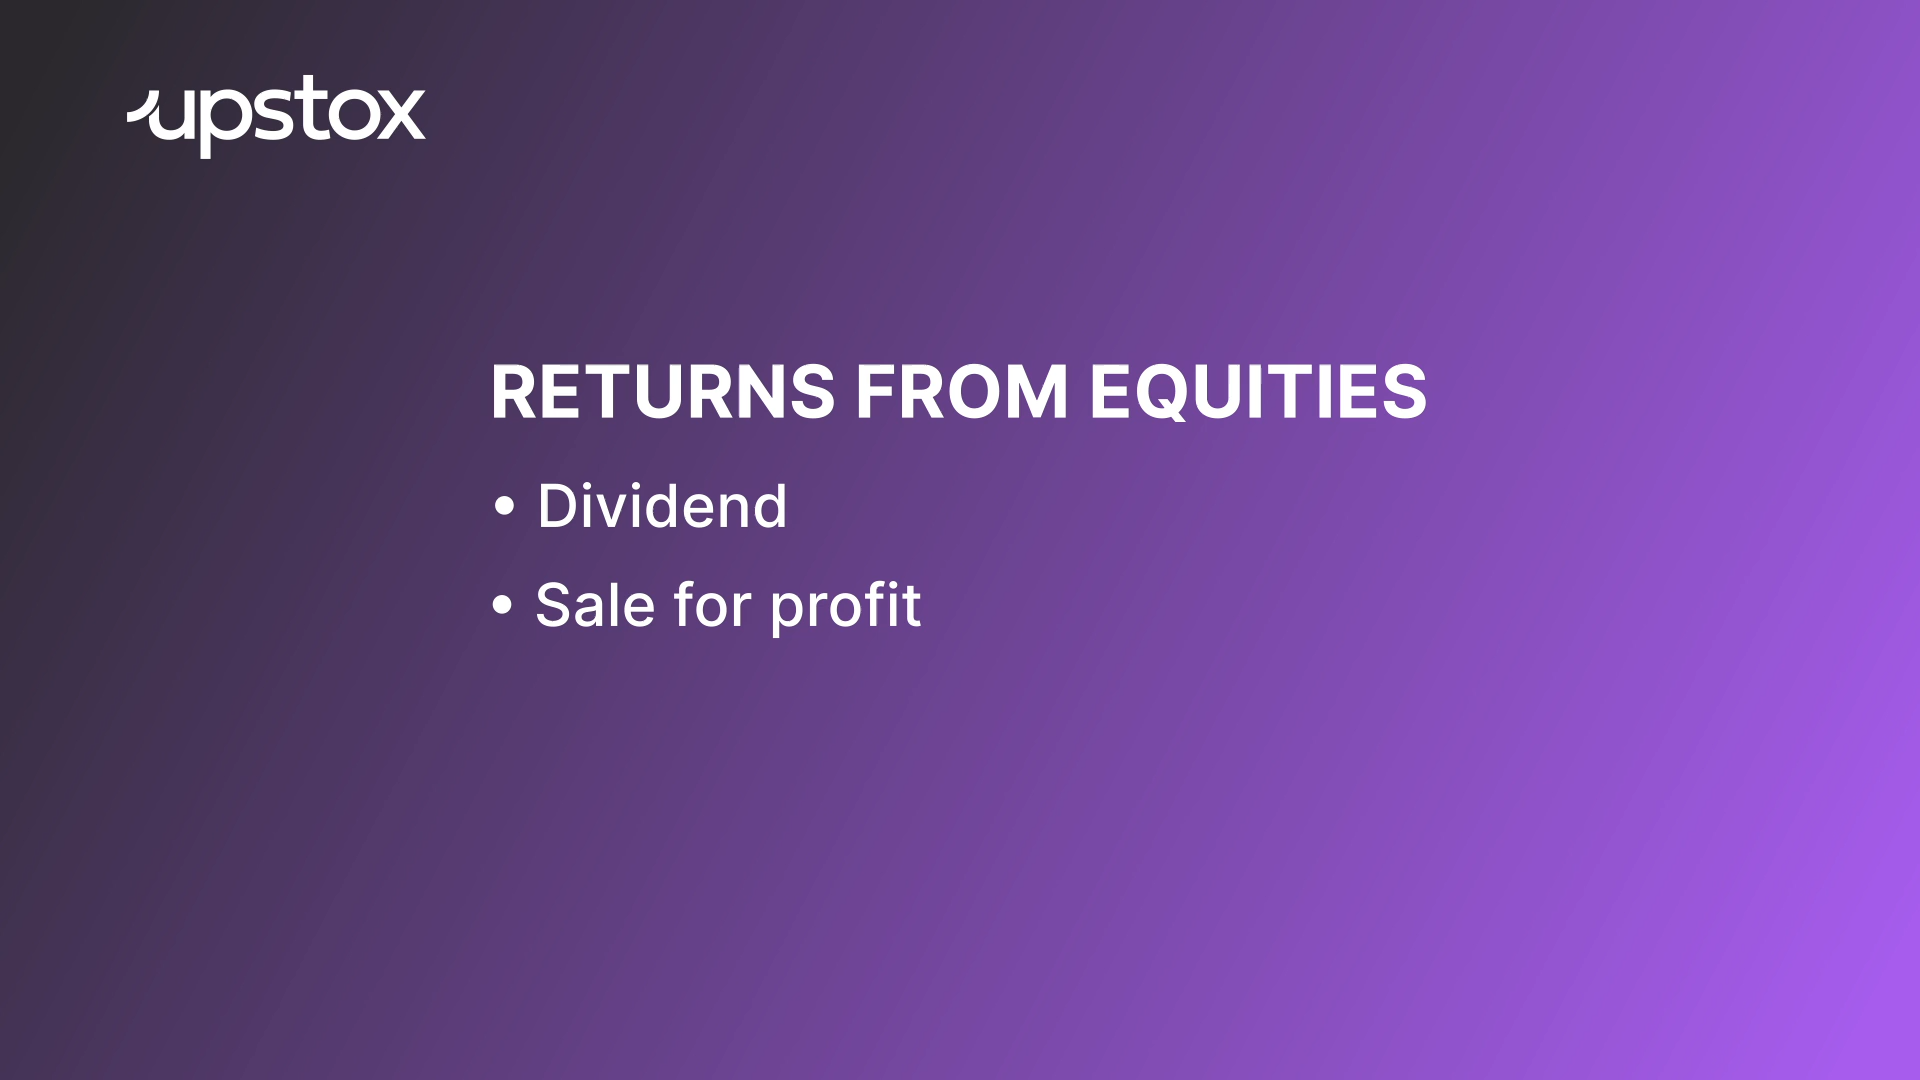 upstox
RETURNS FROM EQUITIES
• Dividend
• Sale for profit